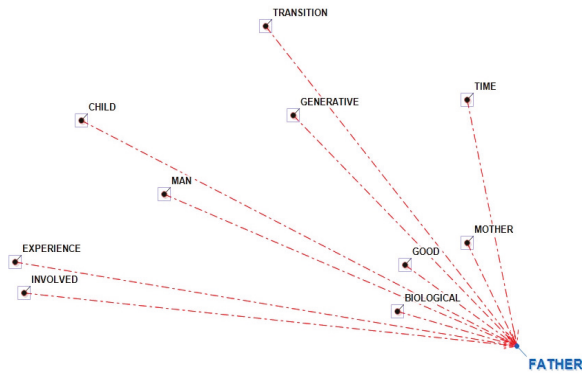 TRANSITION
TIME
CHILD
GENERATIVE
MAN
MOTHER
EXPERIENCE
GOOD
INVOLVED
BIOLOGICAL
FATHER